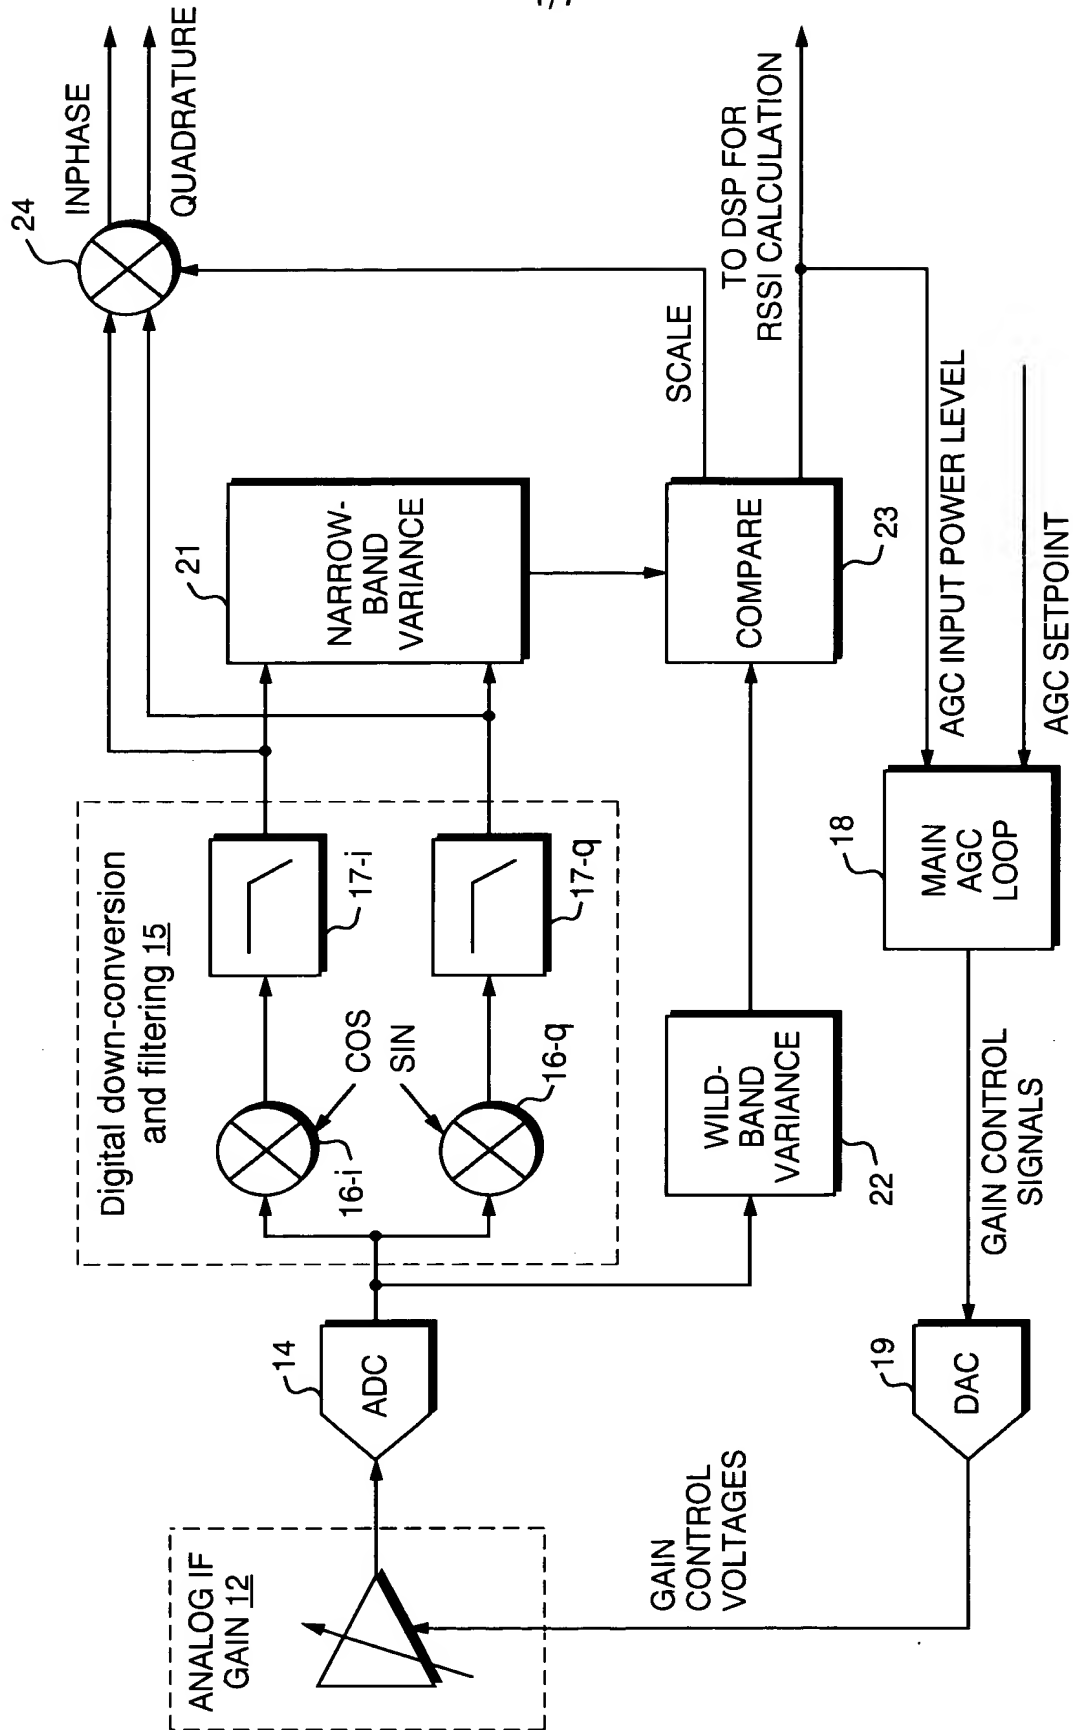 INPHASE
QUADRATURE
24
TO DSP FOR
RSSI CALCULATION
SCALE
21
NARROW-
BAND
VARIANCE
COMPARE
23
AGC INPUT POWER LEVEL
AGC SETPOINT
Digital down-conversion
and filtering 15
17-i
17-q
COS
SIN
16-i
16-q
WILD-
BAND
VARIANCE
22
18
MAIN
AGC
LOOP
GAIN CONTROL
SIGNALS
14
ADC
19
DAC
ANALOG IF
GAIN 12
GAIN
CONTROL
VOLTAGES